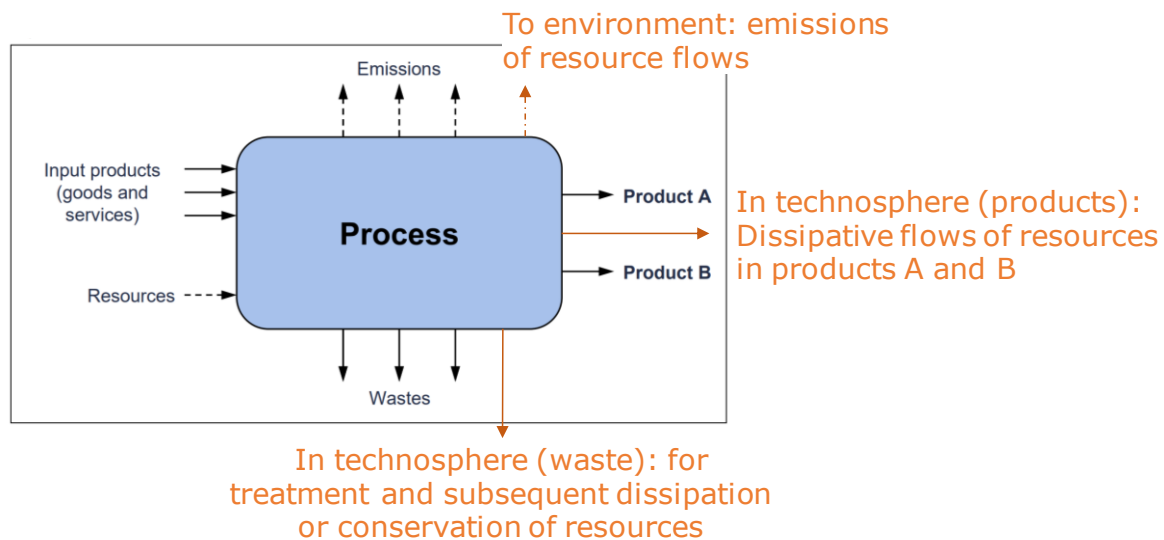 To environment: emissions
of resource flows
Emissions
Input products
(goods and
services)
Process
Product A
Product B
In technosphere (products):
Dissipative flows of resources
in products A and B
Resources
Wastes
In technosphere (waste): for
treatment and subsequent dissipation
or conservation of resources